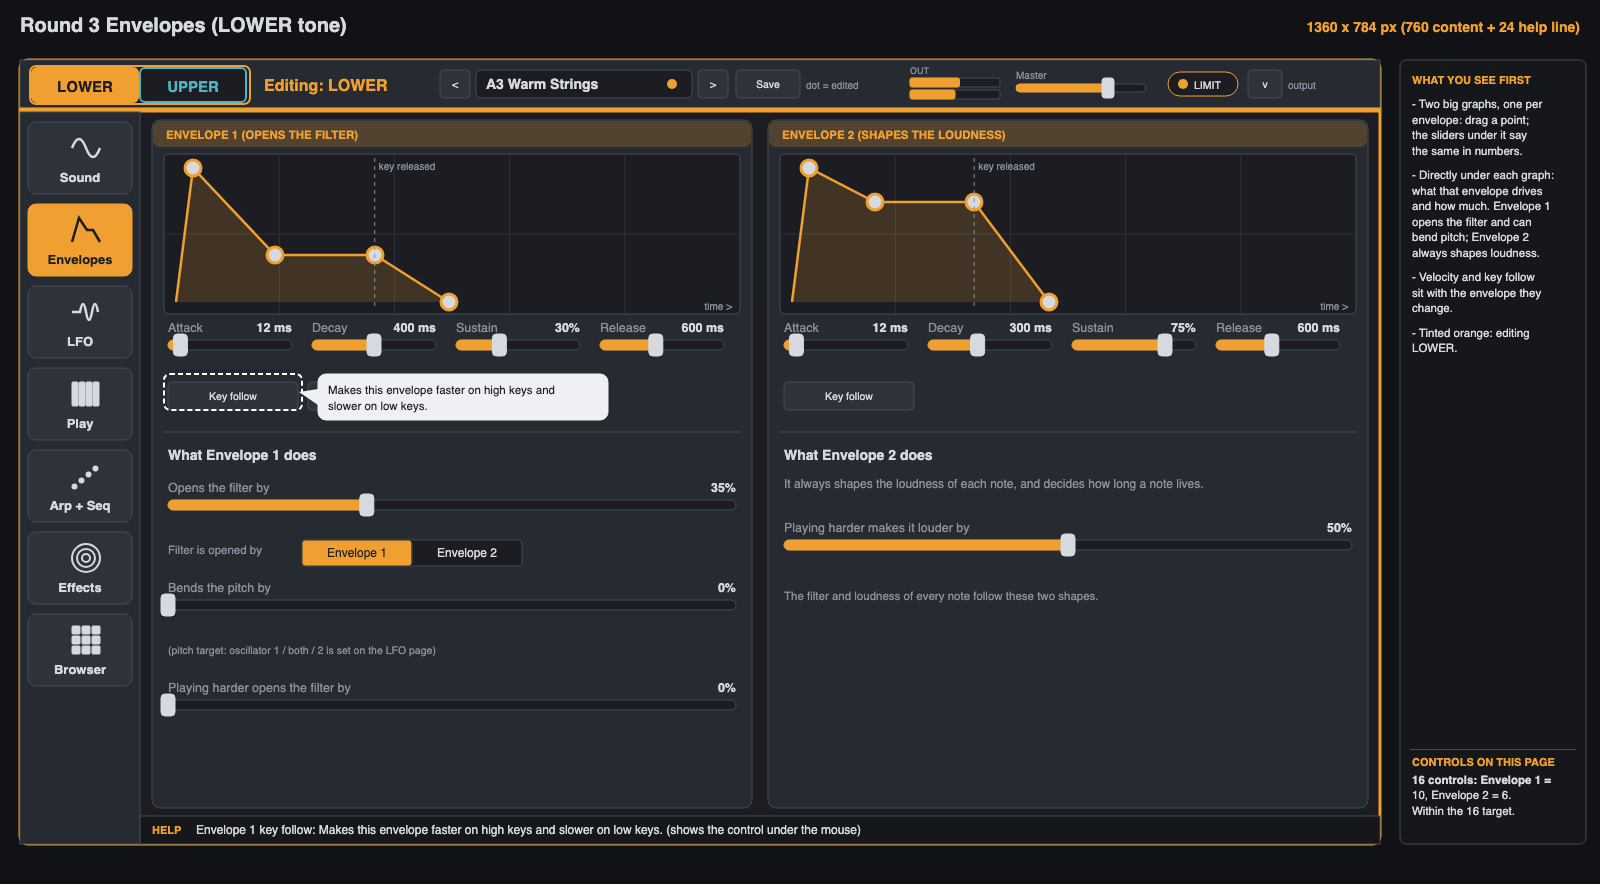 Round 3 Envelopes (LOWER tone)
1360 x 784 px (760 content + 24 help line)
LOWER
UPPER
Editing: LOWER
<
A3 Warm Strings
>
Save
dot = edited
OUT
Master
LIMIT
v
output
Sound
Envelopes
LFO
Play
Arp + Seq
Effects
Browser
ENVELOPE 1 (OPENS THE FILTER)
key released
time >
Attack
12 ms
Decay
400 ms
Sustain
30%
Release
600 ms
Key follow
Makes this envelope faster on high keys and
slower on low keys.
What Envelope 1 does
Opens the filter by
35%
Filter is opened by
Envelope 1
Envelope 2
Bends the pitch by
0%
(pitch target: oscillator 1 / both / 2 is set on the LFO page)
Playing harder opens the filter by
0%
ENVELOPE 2 (SHAPES THE LOUDNESS)
key released
time >
Attack
12 ms
Decay
300 ms
Sustain
75%
Release
600 ms
Key follow
What Envelope 2 does
It always shapes the loudness of each note, and decides how long a note lives.
Playing harder makes it louder by
50%
The filter and loudness of every note follow these two shapes.
HELP
Envelope 1 key follow: Makes this envelope faster on high keys and slower on low keys. (shows the control under the mouse)
WHAT YOU SEE FIRST
- Two big graphs, one per
envelope: drag a point;
the sliders under it say
the same in numbers.
- Directly under each graph:
what that envelope drives
and how much. Envelope 1
opens the filter and can
bend pitch; Envelope 2
always shapes loudness.
- Velocity and key follow
sit with the envelope they
change.
- Tinted orange: editing
LOWER.
CONTROLS ON THIS PAGE
16 controls: Envelope 1 =
10, Envelope 2 = 6.
Within the 16 target.